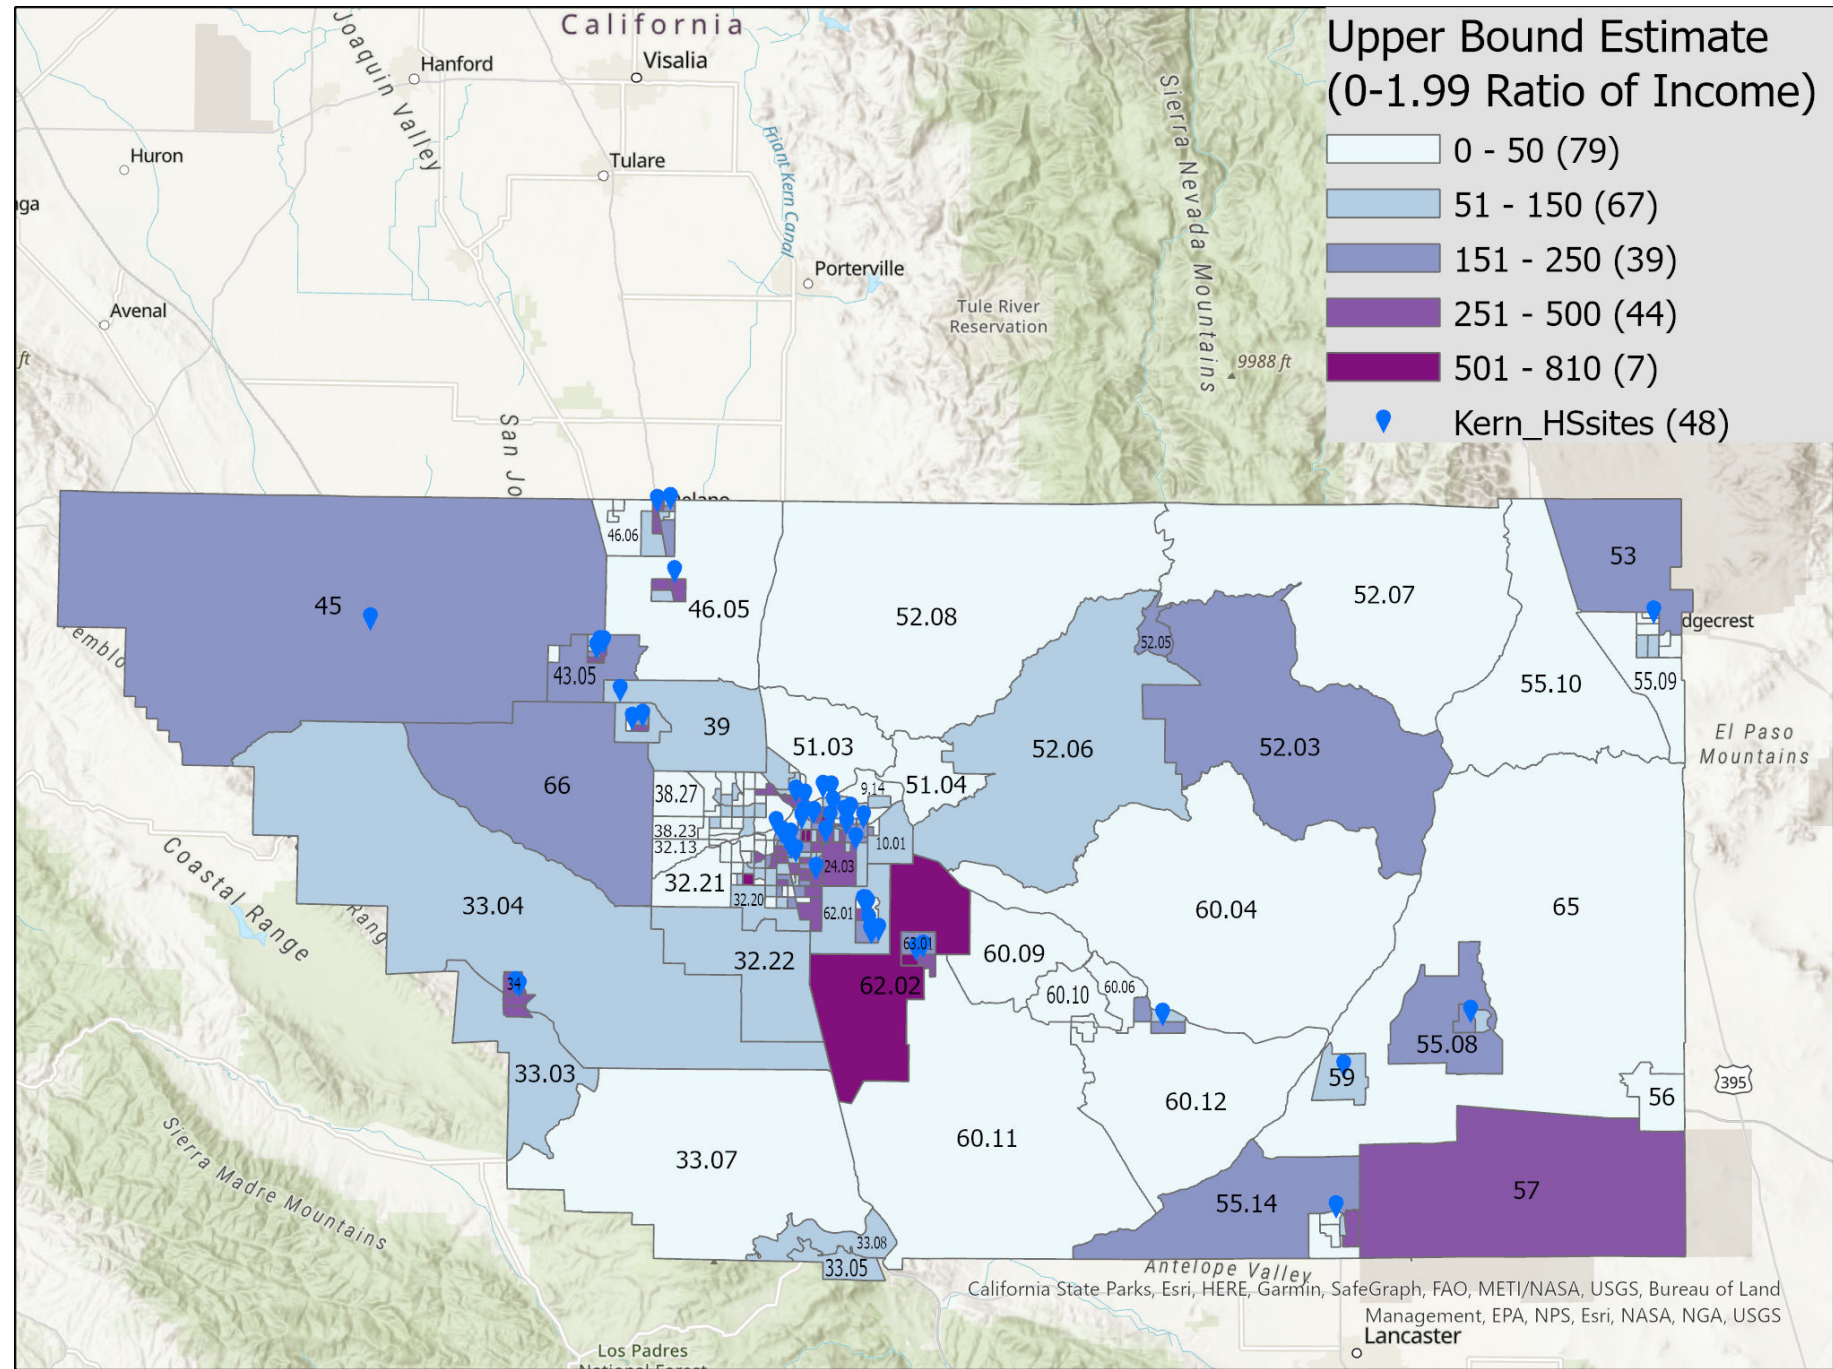 California
Upper Bound Estimate
(0-1.99 Ratio of Income)
0 - 50 (79)
51 - 150 (67)
151 - 250 (39)
251 - 500 (44)
501 - 810 (7)
Kern_HSsites (48)
Joaquin Valley
Hanford
Visalia
Huron
Tulare
Friant Kern Canal
Sierra Nevada Mountains
ga
Avenal
Porterville
Tule River
Reservation
ft
9988 ft
San Jo
elano
46.06
53
45
46.05
52.08
52.07
52.05
dgecrest
emblo
43.05
55.10
55.09
39
51.03
52.06
52.03
El Paso
Mountains
66
38.27
9.14
51.04
38.23
32.13
10.01
24.03
32.21
Coastal Range
33.04
Rang
32.20
62.01
60.04
65
63.01
60.09
32.22
62.02
34
60.10
60.06
55.08
33.03
59
395
56
60.12
60.11
33.07
Sierra Madre Mountains
55.14
57
33.08
33.05
Antelope Valley
California State Parks, Esri, HERE, Garmin, SafeGraph, FAO, METI/NASA, USGS, Bureau of Land
Management, EPA, NPS, Esri, NASA, NGA, USGS
Lancaster
Los Padres
National Forest